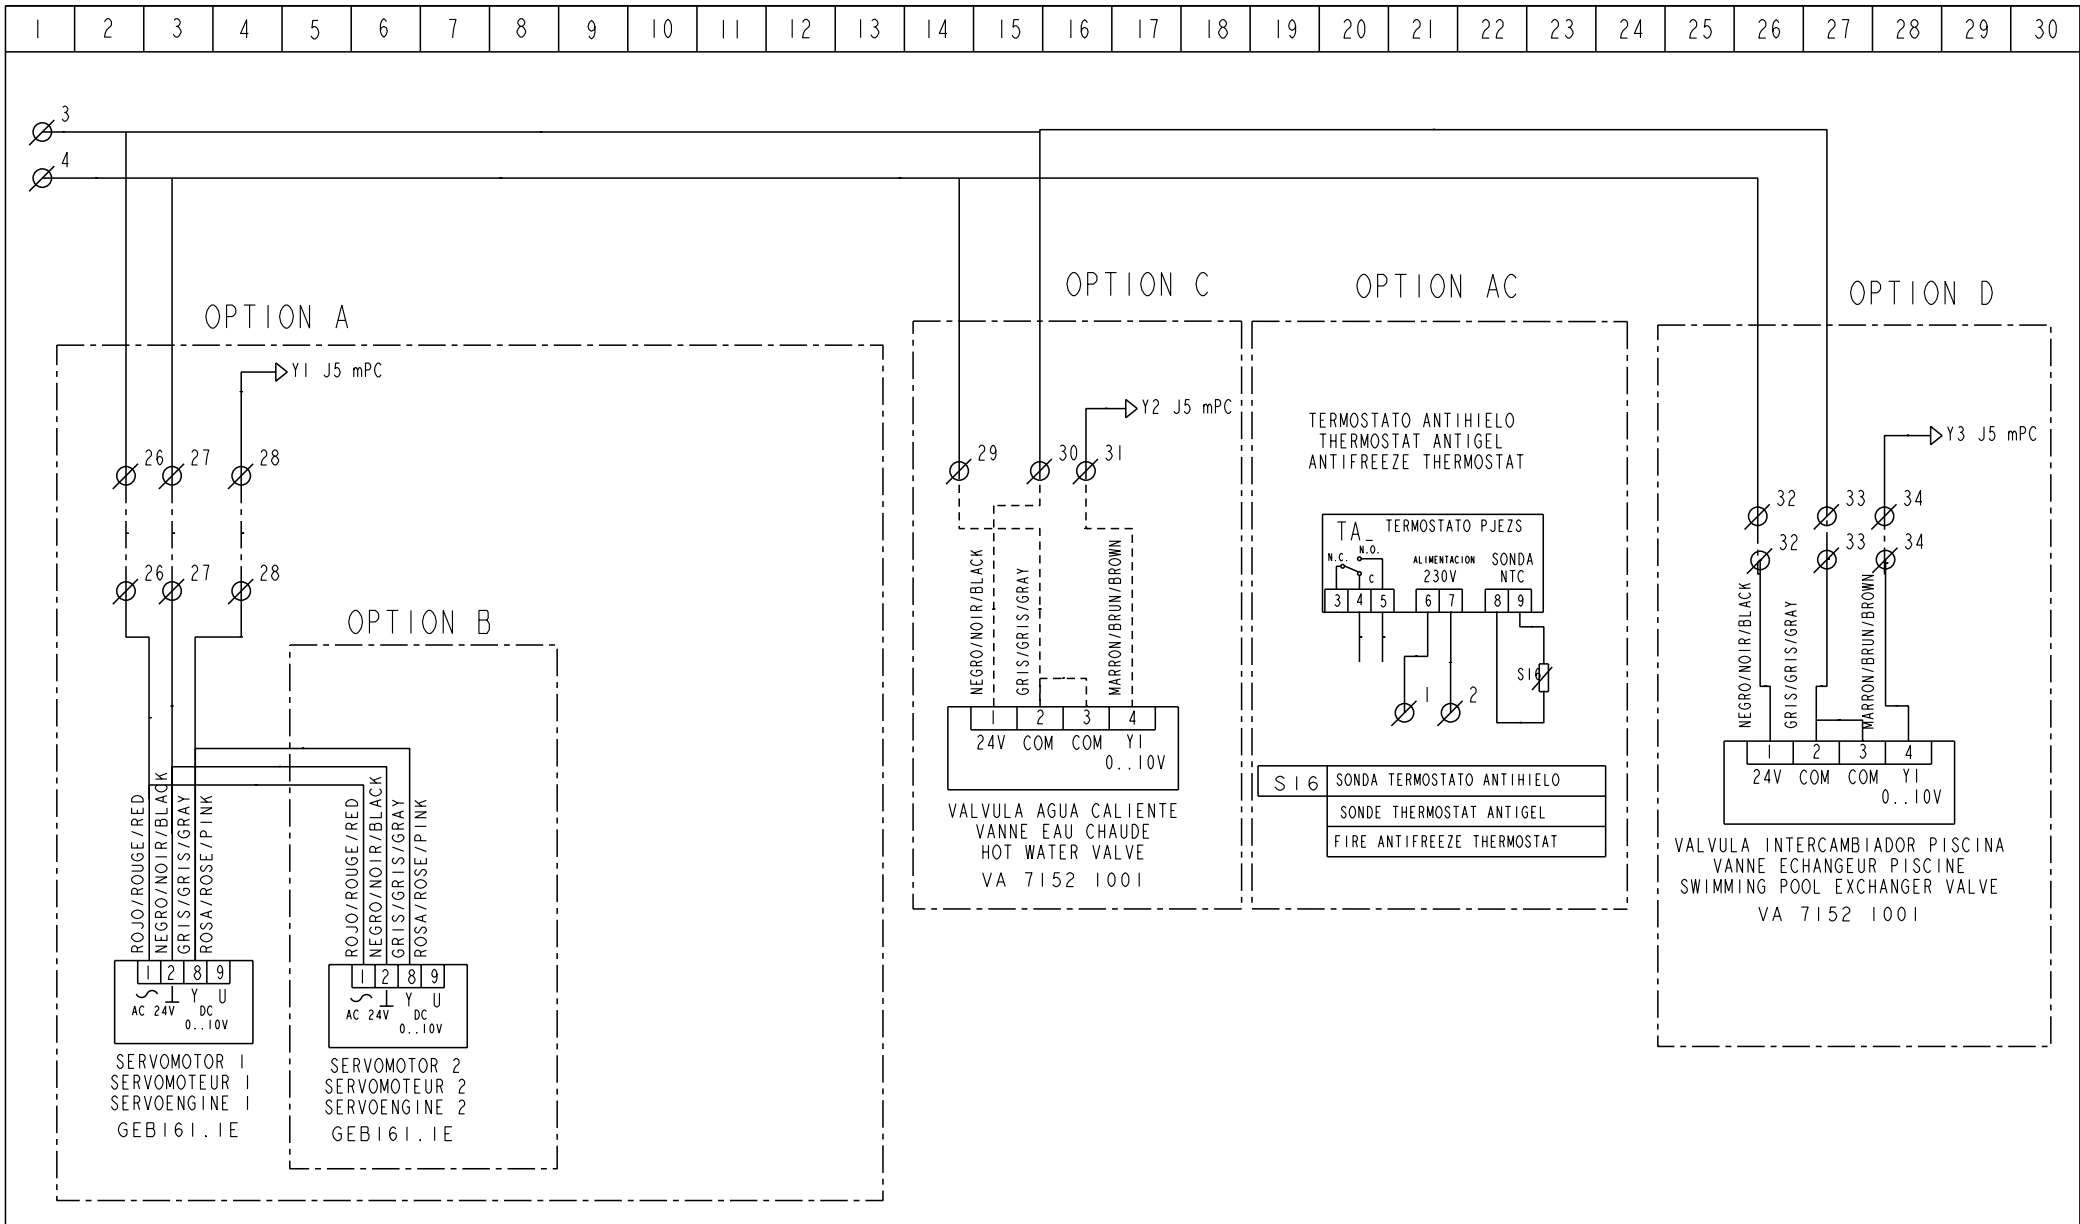 1 2 3 4 5 6 7 8 9 10 11 12 13 14 15 16 17 18 19 20 21 22 23 24 25 26 27 28 29 30
3
4
OPTION A
Y1 J5 mPC
26 27 28
26 27 28
OPTION B
ROJO/ROUGE/RED
NEGRO/NOIR/BLACK
GRIS/GRIS/GRAY
ROSA/ROSE/PINK
1 2 8 9
Y U
AC 24V DC
0..10V
SERVOMOTOR 1
SERVOMOTEUR 1
SERVOENGINE 1
GEB161.1E
ROJO/ROUGE/RED
NEGRO/NOIR/BLACK
GRIS/GRIS/GRAY
ROSA/ROSE/PINK
1 2 8 9
Y U
AC 24V DC
0..10V
SERVOMOTOR 2
SERVOMOTEUR 2
SERVOENGINE 2
GEB161.1E
OPTION C
Y2 J5 mPC
29 30 31
NEGRO/NOIR/BLACK
GRIS/GRIS/GRAY
MARRON/BRUN/BROWN
1 2 3 4
24V COM COM Y1
0..10V
VALVULA AGUA CALIENTE
VANNE EAU CHAUDE
HOT WATER VALVE
VA 7152 1001
OPTION AC
TERMOSTATO ANTIHIELO
THERMOSTAT ANTIGEL
ANTIFREEZE THERMOSTAT
TA_ TERMOSTATO PJEZS
N.C. N.O. C
ALIMENTACION
230V
SONDA
NTC
3 4 5 6 7 8 9
S16
1 2
S16 SONDA TERMOSTATO ANTIHIELO
SONDE THERMOSTAT ANTIGEL
FIRE ANTIFREEZE THERMOSTAT
OPTION D
Y3 J5 mPC
32 33 34
32 33 34
NEGRO/NOIR/BLACK
GRIS/GRIS/GRAY
MARRON/BRUN/BROWN
1 2 3 4
24V COM COM Y1
0..10V
VALVULA INTERCAMBIADOR PISCINA
VANNE ECHANGEUR PISCINE
SWIMMING POOL EXCHANGER VALVE
VA 7152 1001